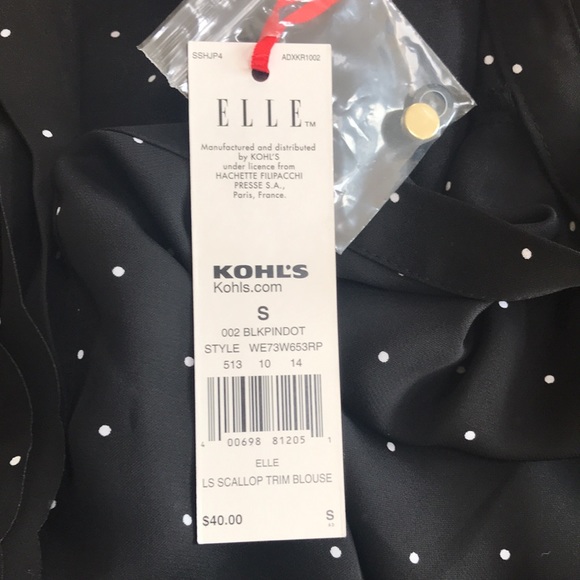 SSHJP4 ADXKR1002
ELLE™
Manufactured and distributed
by KOHL'S
under licence from
HACHETTE FILIPACCHI
PRESSE S.A.,
Paris, France.
KOHL'S
Kohls.com
S
002 BLKPINDOT
STYLE WE73W653RP
513 10 14
4 00698 81205 1
ELLE
LS SCALLOP TRIM BLOUSE
$40.00 S